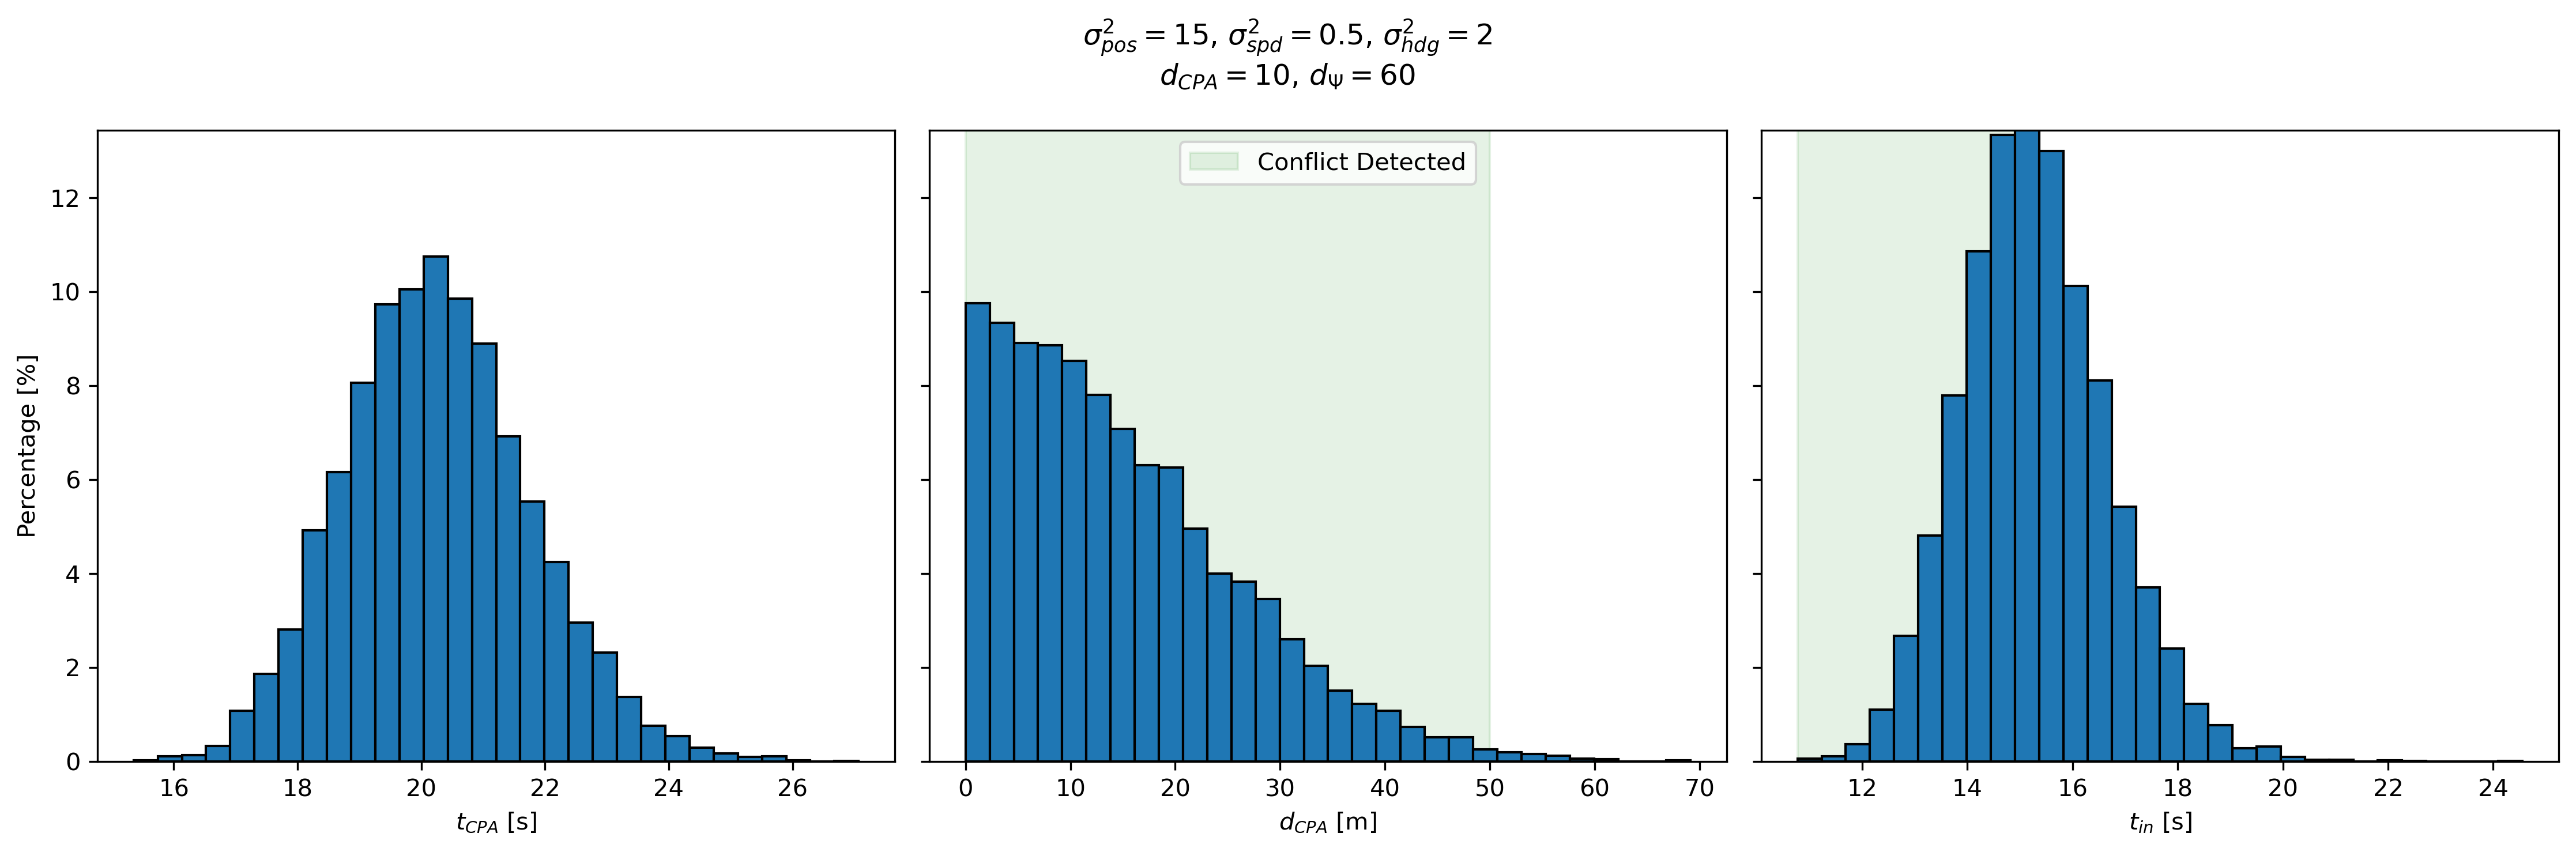 σ²pos = 15, σ²spd = 0.5, σ²hdg = 2
dCPA = 10, dΨ = 60
Percentage [%]
12
10
8
6
4
2
0
16 18 20 22 24 26
tCPA [s]
Conflict Detected
0 10 20 30 40 50 60 70
dCPA [m]
12 14 16 18 20 22 24
tin [s]